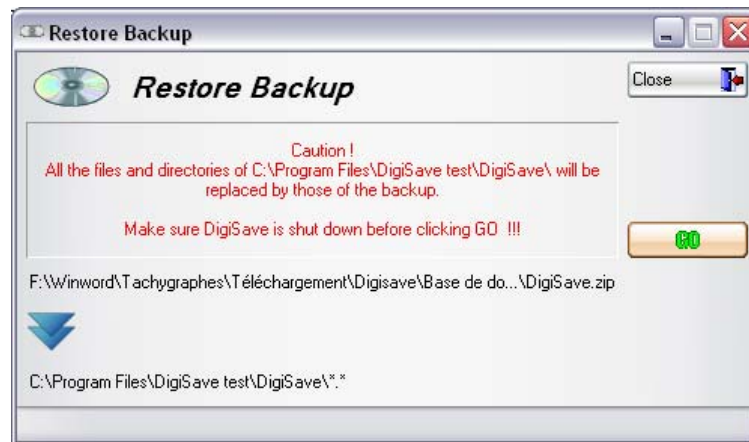 Restore Backup
Restore Backup
Close
Caution !
All the files and directories of C:\Program Files\DigiSave test\DigiSave\ will be
replaced by those of the backup.
Make sure DigiSave is shut down before clicking GO !!!
GO
F:\Winword\Tachygraphes\Téléchargement\Digisave\Base de do...\DigiSave.zip
C:\Program Files\DigiSave test\DigiSave\*.*